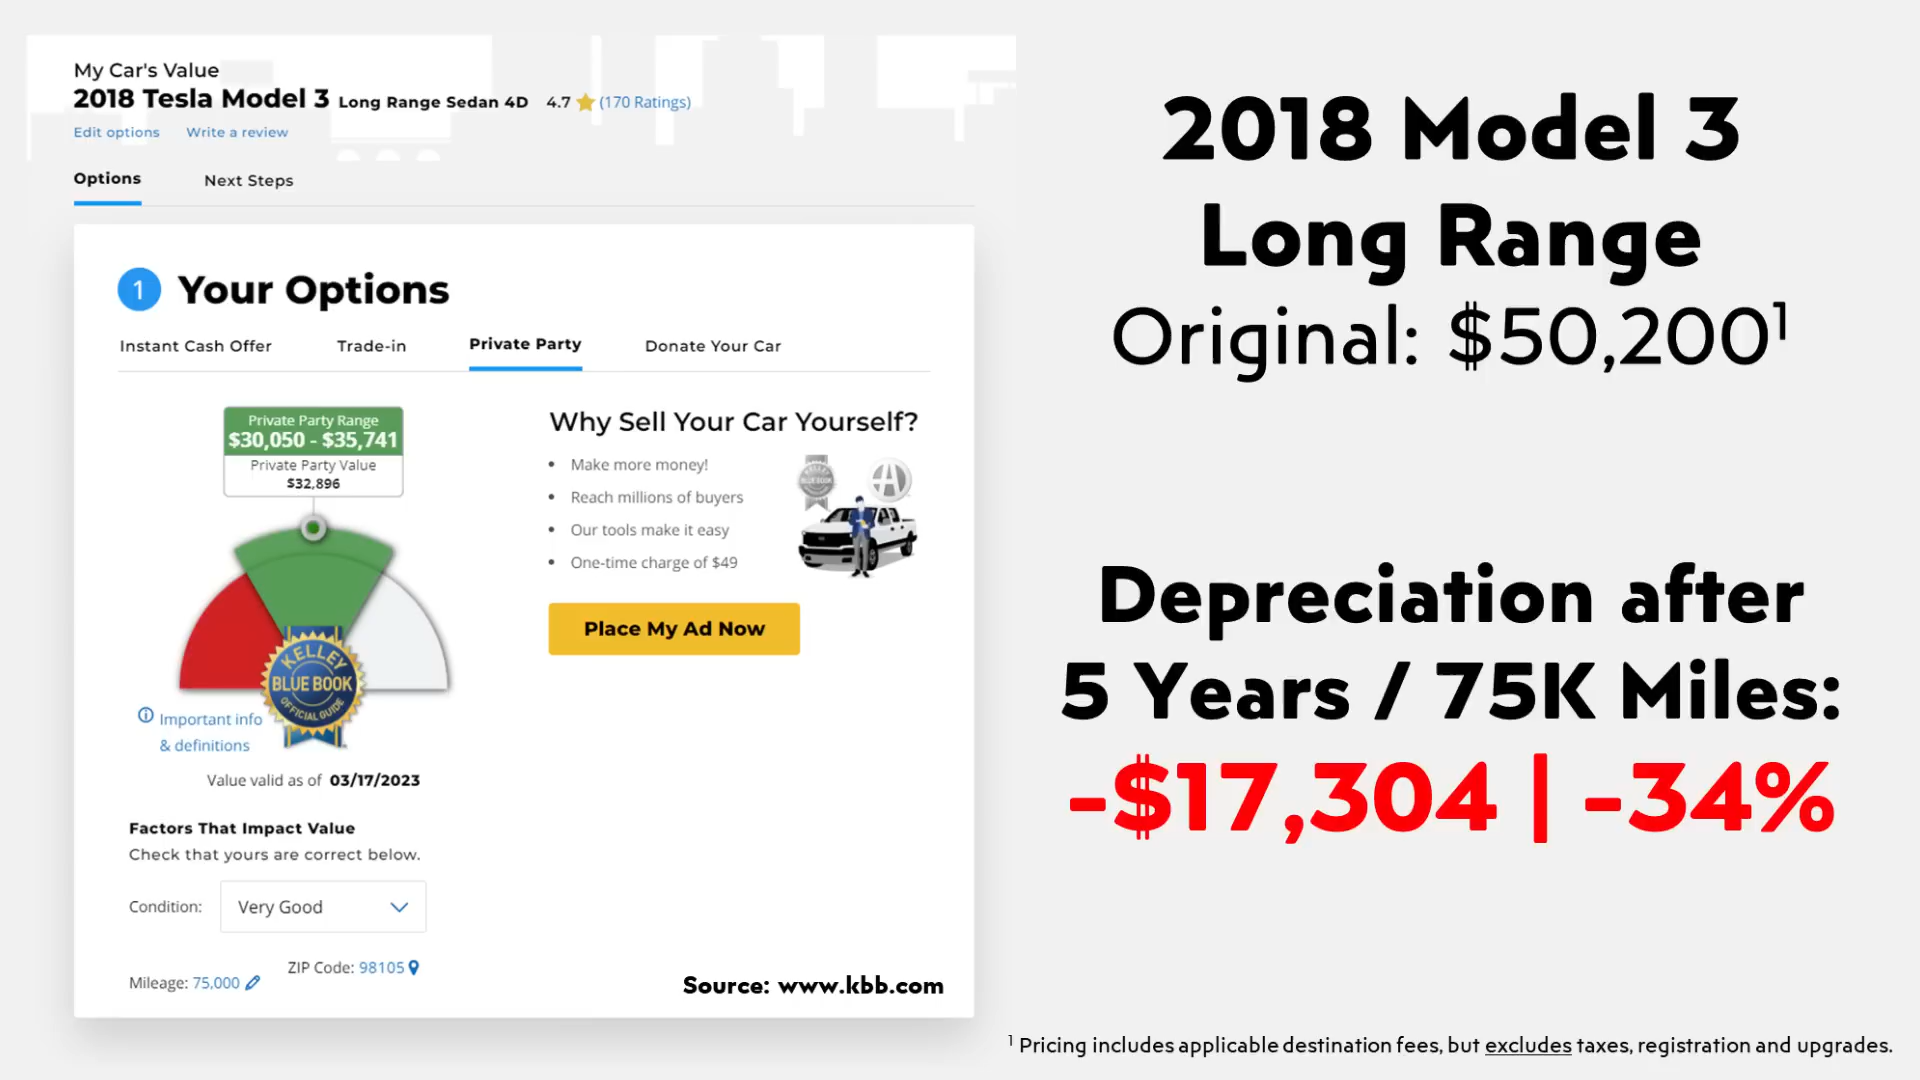 My Car's Value
2018 Tesla Model 3 Long Range Sedan 4D 4.7 (170 Ratings)
Edit options Write a review
Options Next Steps
1 Your Options
Instant Cash Offer Trade-in Private Party Donate Your Car
Private Party Range
$30,050 - $35,741
Private Party Value
$32,896
KELLEY
BLUE BOOK
OFFICIAL GUIDE
Important info
& definitions
Value valid as of 03/17/2023
Factors That Impact Value
Check that yours are correct below.
Condition: Very Good
ZIP Code: 98105
Mileage: 75,000
Why Sell Your Car Yourself?
• Make more money!
• Reach millions of buyers
• Our tools make it easy
• One-time charge of $49
KELLEY
BLUE BOOK
Place My Ad Now
Source: www.kbb.com
2018 Model 3
Long Range
Original: $50,200¹
Depreciation after
5 Years / 75K Miles:
-$17,304 | -34%
¹ Pricing includes applicable destination fees, but excludes taxes, registration and upgrades.